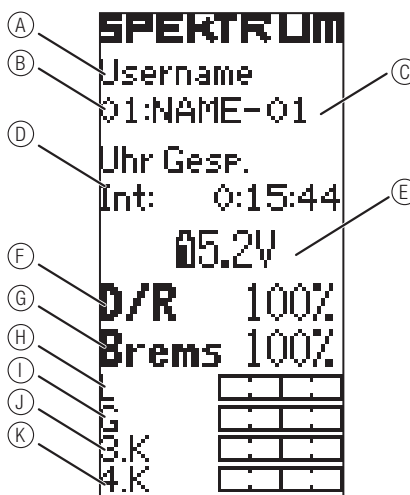 SPEKTRUM
A Username
B 01:NAME-01 C
Uhr Gesp.
D Int: 0:15:44
5.2V E
F D/R 100%
G Brems 100%
H L
I G
J 3.K
K 4.K